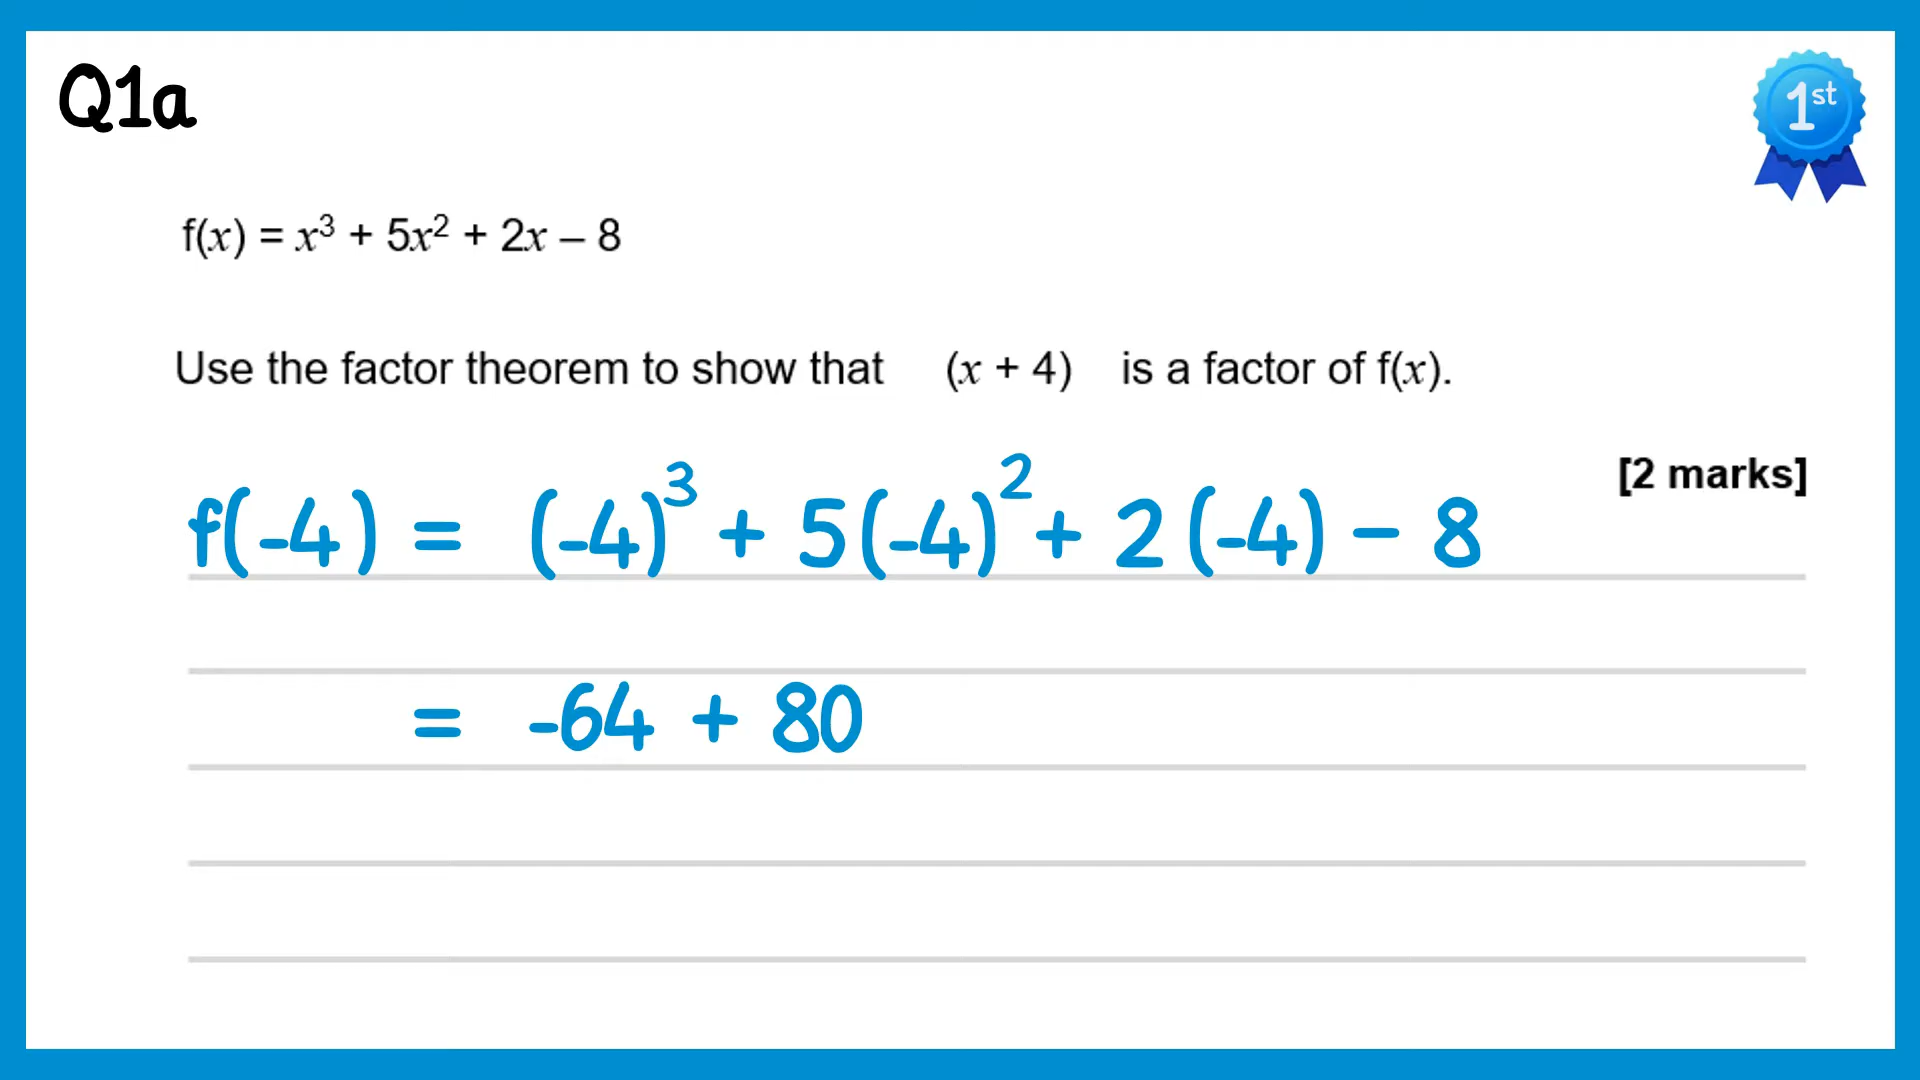 Q1a
1st
f(x) = x³ + 5x² + 2x – 8
Use the factor theorem to show that (x + 4) is a factor of f(x).
[2 marks]
f(-4) = (-4)³ + 5(-4)² + 2(-4) - 8
= -64 + 80